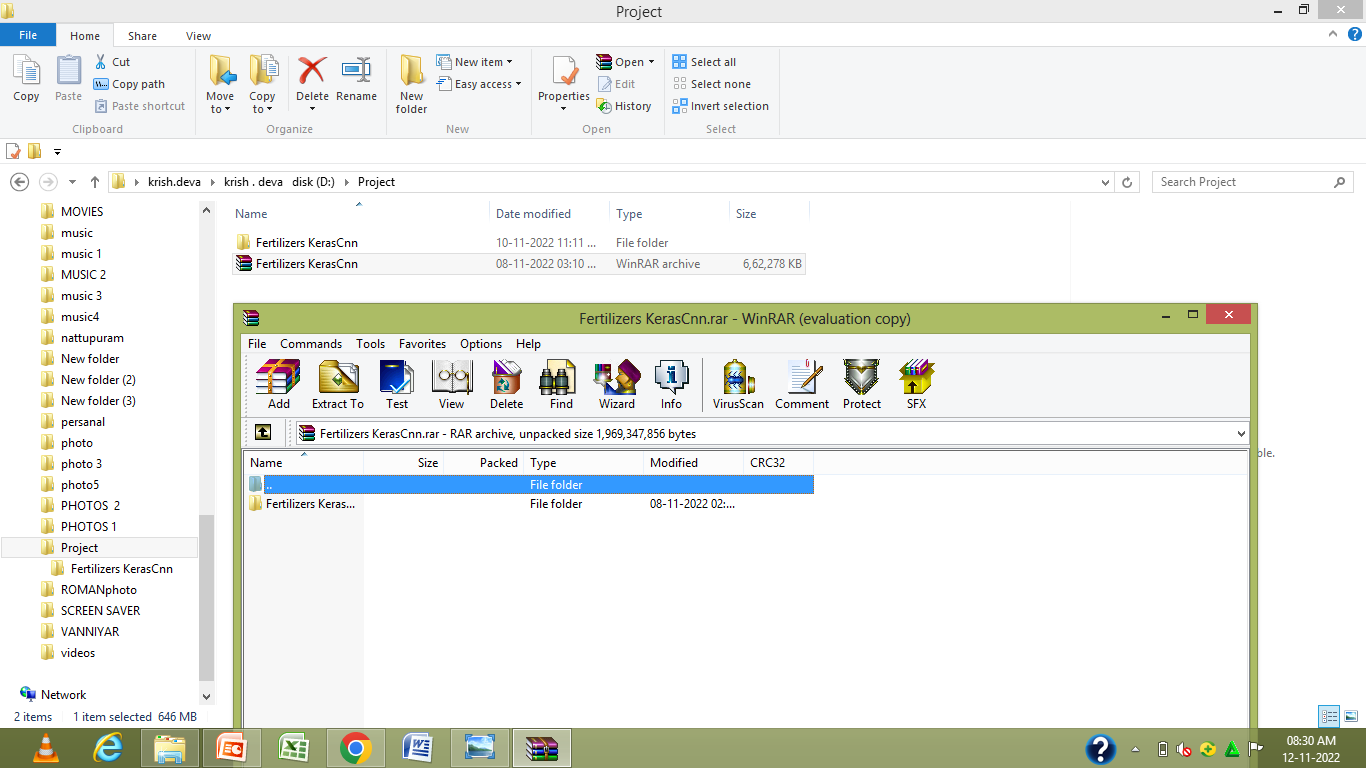 Project
File Home Share View
Copy Paste Cut Copy path Paste shortcut
Move to Copy to Delete Rename
New folder New item Easy access
Properties Open Edit History
Select all Select none Invert selection
Clipboard Organize New Open Select
krish.deva krish . deva disk (D:) Project Search Project
Name Date modified Type Size
Fertilizers KerasCnn 10-11-2022 11:11 ... File folder
Fertilizers KerasCnn 08-11-2022 03:10 ... WinRAR archive 6,62,278 KB
MOVIES
music
music 1
MUSIC 2
music 3
music4
nattupuram
New folder
New folder (2)
New folder (3)
persanal
photo
photo 3
photo5
PHOTOS 2
PHOTOS 1
Project
Fertilizers KerasCnn
ROMANphoto
SCREEN SAVER
VANNIYAR
videos
Network
2 items 1 item selected 646 MB
Fertilizers KerasCnn.rar - WinRAR (evaluation copy)
File Commands Tools Favorites Options Help
Add Extract To Test View Delete Find Wizard Info VirusScan Comment Protect SFX
Fertilizers KerasCnn.rar - RAR archive, unpacked size 1,969,347,856 bytes
Name Size Packed Type Modified CRC32
.. File folder
Fertilizers Keras... File folder 08-11-2022 02:...
ble.
08:30 AM
12-11-2022